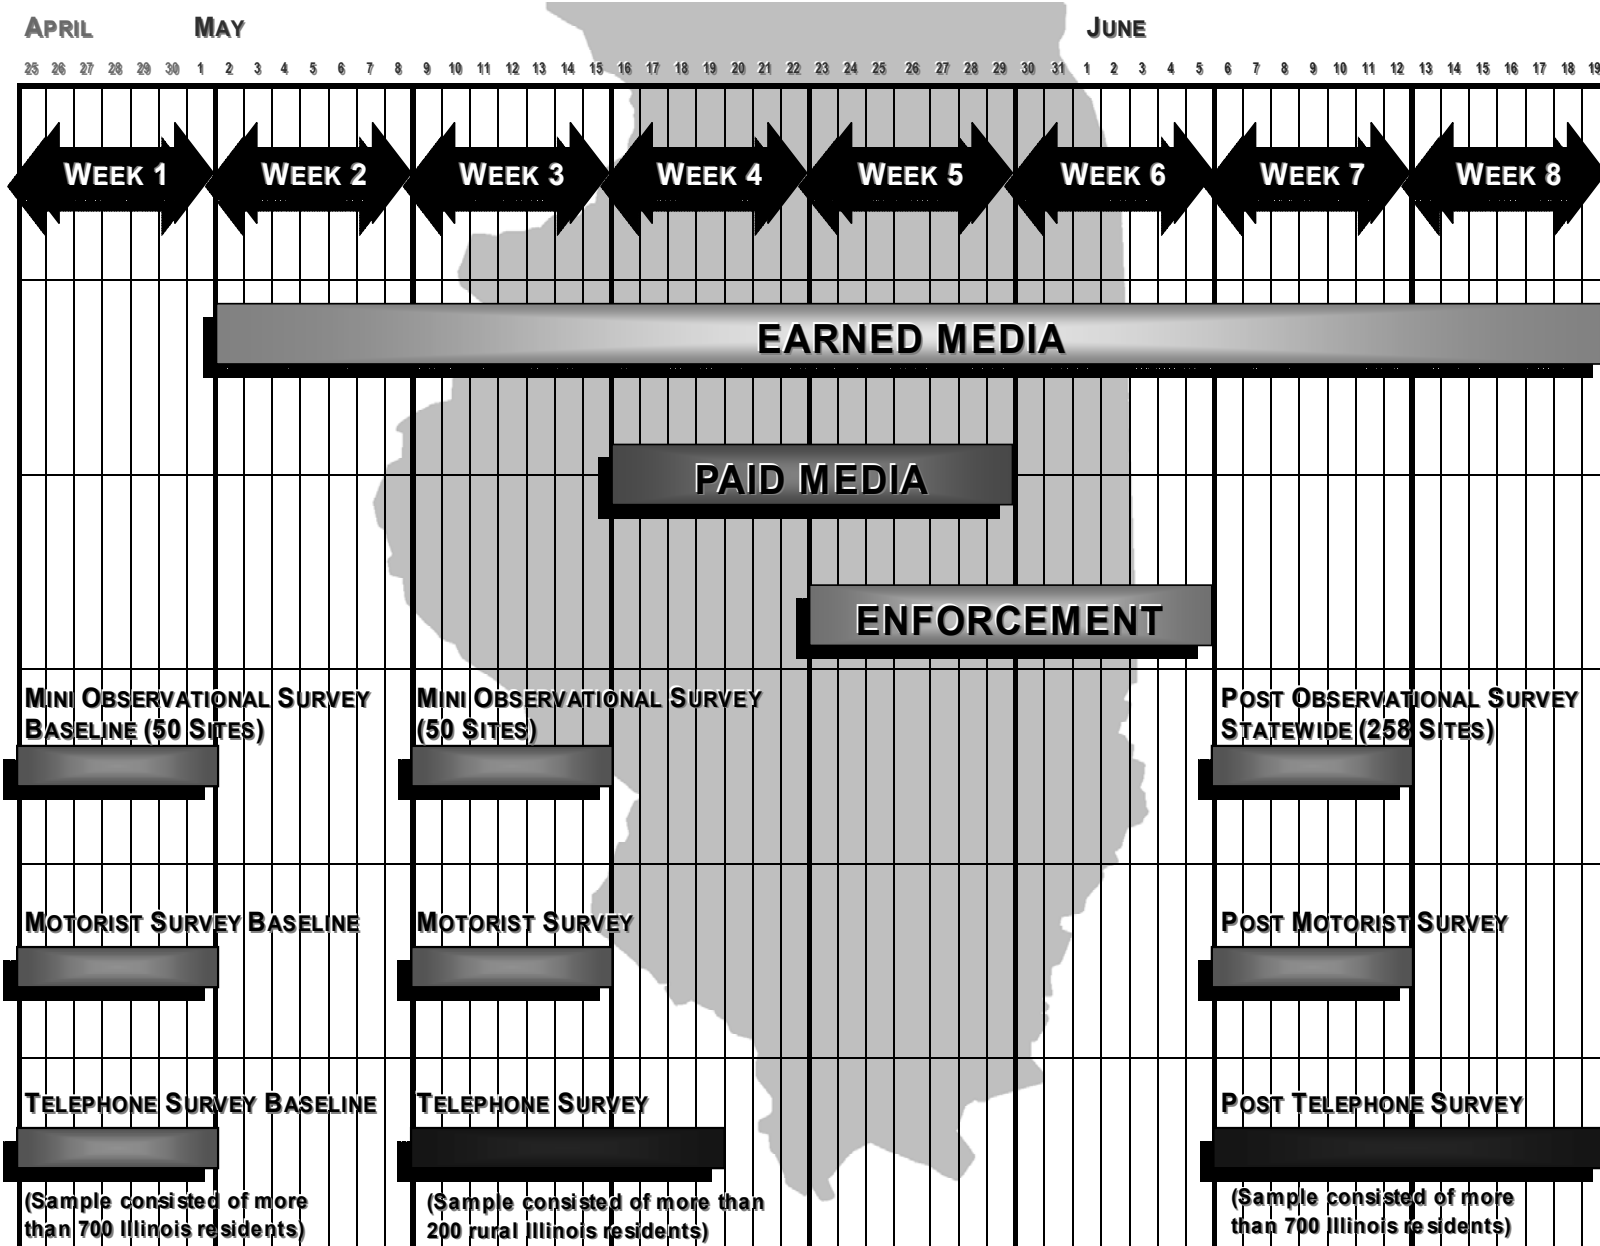 APRIL MAY JUNE
25 26 27 28 29 30 1 2 3 4 5 6 7 8 9 10 11 12 13 14 15 16 17 18 19 20 21 22 23 24 25 26 27 28 29 30 31 1 2 3 4 5 6 7 8 9 10 11 12 13 14 15 16 17 18 19
WEEK 1 WEEK 2 WEEK 3 WEEK 4 WEEK 5 WEEK 6 WEEK 7 WEEK 8
EARNED MEDIA
PAID MEDIA
ENFORCEMENT
MINI OBSERVATIONAL SURVEY
BASELINE (50 SITES)
MINI OBSERVATIONAL SURVEY
(50 SITES)
POST OBSERVATIONAL SURVEY
STATEWIDE (258 SITES)
MOTORIST SURVEY BASELINE
MOTORIST SURVEY
POST MOTORIST SURVEY
TELEPHONE SURVEY BASELINE
(Sample consisted of more
than 700 Illinois residents)
TELEPHONE SURVEY
(Sample consisted of more than
200 rural Illinois residents)
POST TELEPHONE SURVEY
(Sample consisted of more
than 700 Illinois residents)